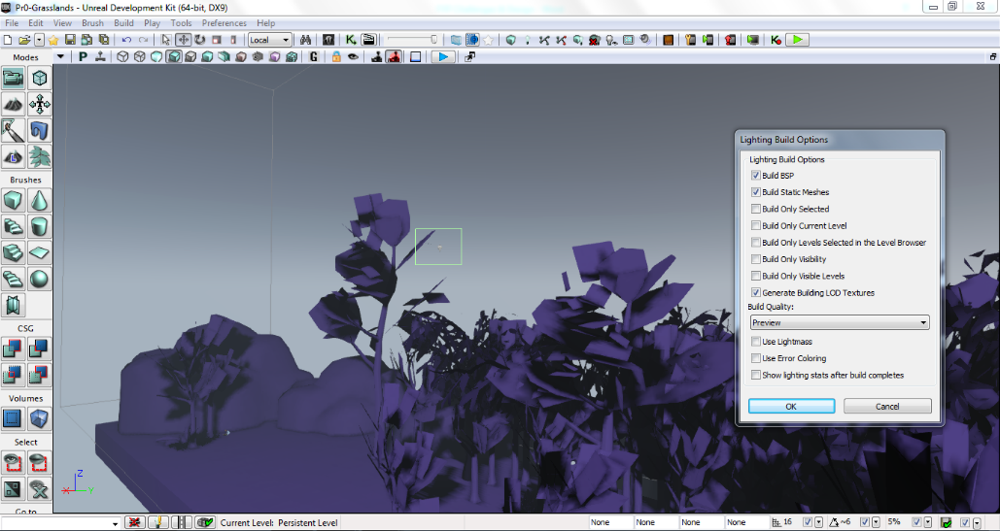 Pr0-Grasslands - Unreal Development Kit (64-bit, DX9)
File Edit View Brush Build Play Tools Preferences Help
Local
Modes
P
G
Brushes
CSG
Volumes
Select
Go to
Z
X
Y
Lighting Build Options
Lighting Build Options
Build BSP
Build Static Meshes
Build Only Selected
Build Only Current Level
Build Only Levels Selected in the Level Browser
Build Only Visibility
Build Only Visible Levels
Generate Building LOD Textures
Build Quality:
Preview
Use Lightmass
Use Error Coloring
Show lighting stats after build completes
OK Cancel
Current Level: Persistent Level None None None None 16 ~6 5%